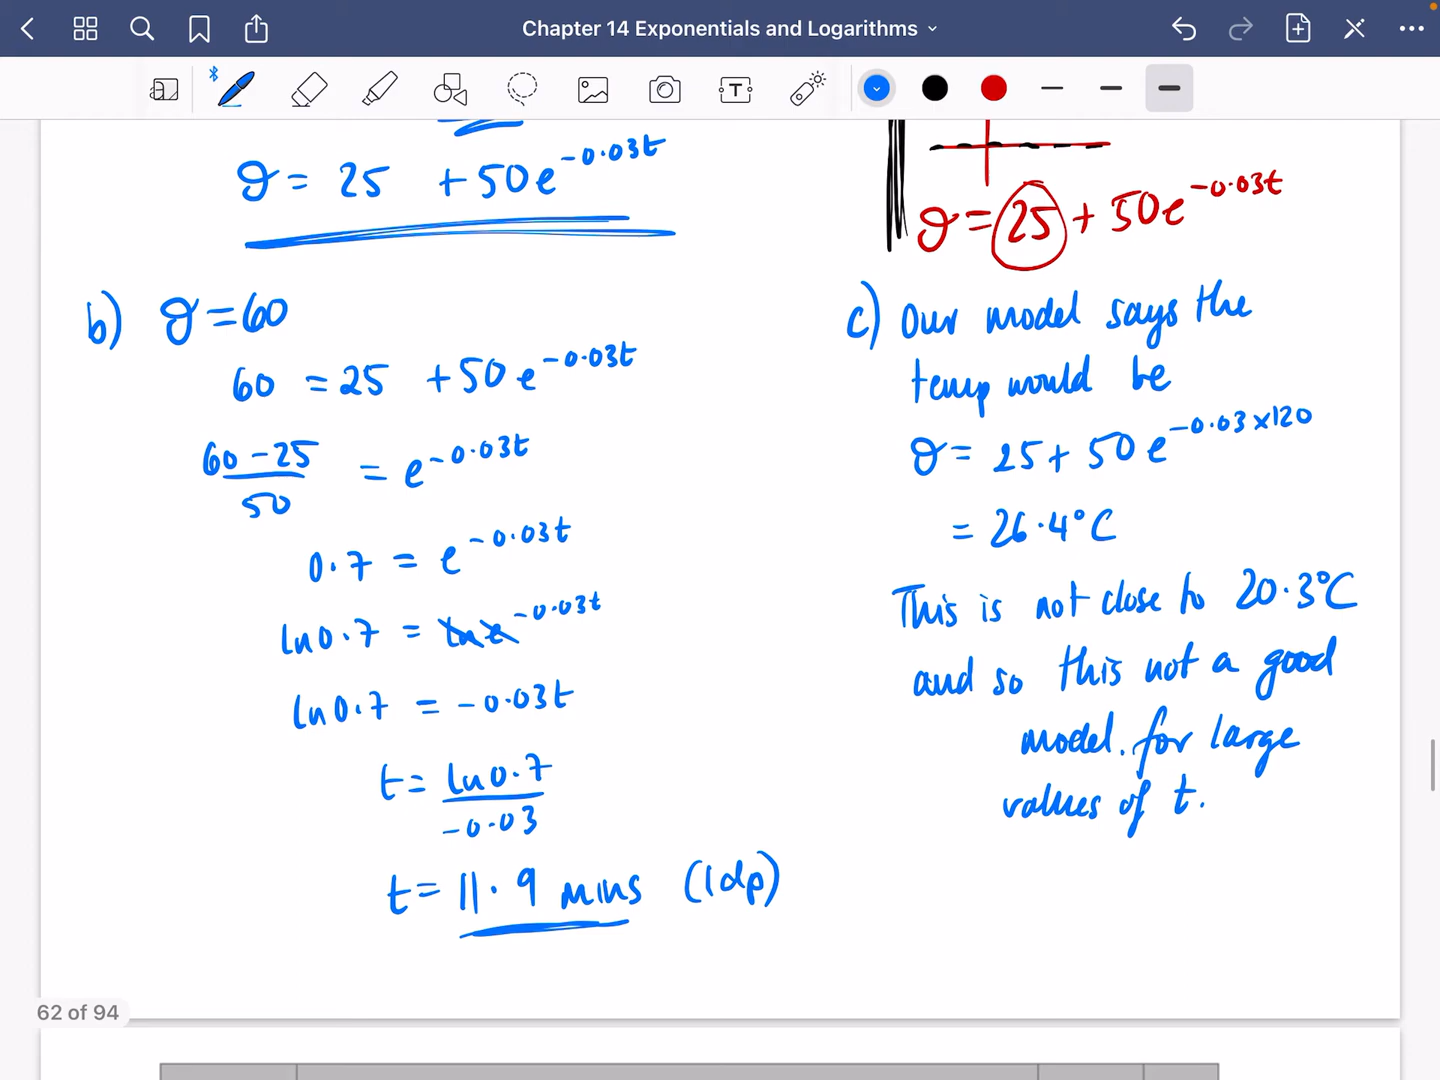 Chapter 14 Exponentials and Logarithms
T
ϑ = 25 + 50e^{-0.03t}
ϑ = 25 + 50e^{-0.03t}
b) ϑ = 60
60 = 25 + 50e^{-0.03t}
60 - 25 / 50 = e^{-0.03t}
0.7 = e^{-0.03t}
ln 0.7 = ln e^{-0.03t}
ln 0.7 = -0.03t
t = ln 0.7 / -0.03
t = 11.9 mins (1dp)
c) Our model says the
temp would be
ϑ = 25 + 50e^{-0.03×120}
= 26.4°C
This is not close to 20.3°C
and so this not a good
model. for large
values of t.
62 of 94